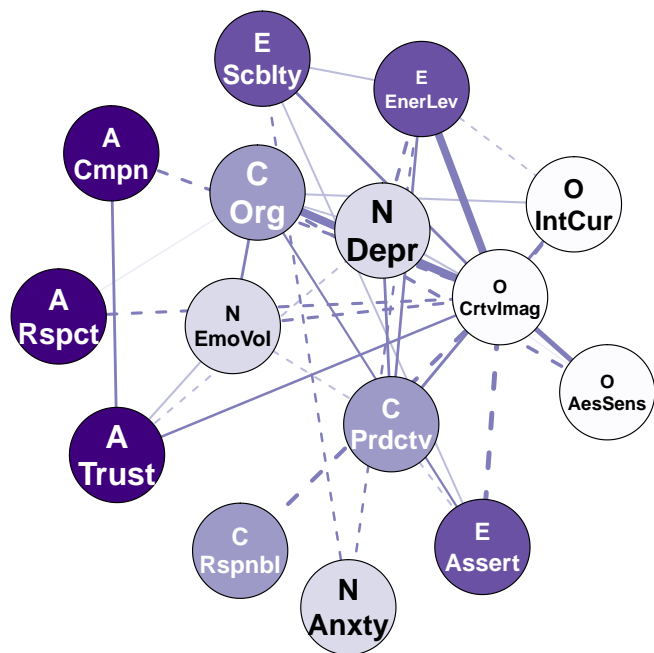 E
Scblty
E
EnerLev
A
Cmpn
C
Org
O
IntCur
N
Depr
A
Rspct
N
EmoVol
O
CrtvImag
O
AesSens
A
Trust
C
Prdctv
C
Rspnbl
E
Assert
N
Anxty